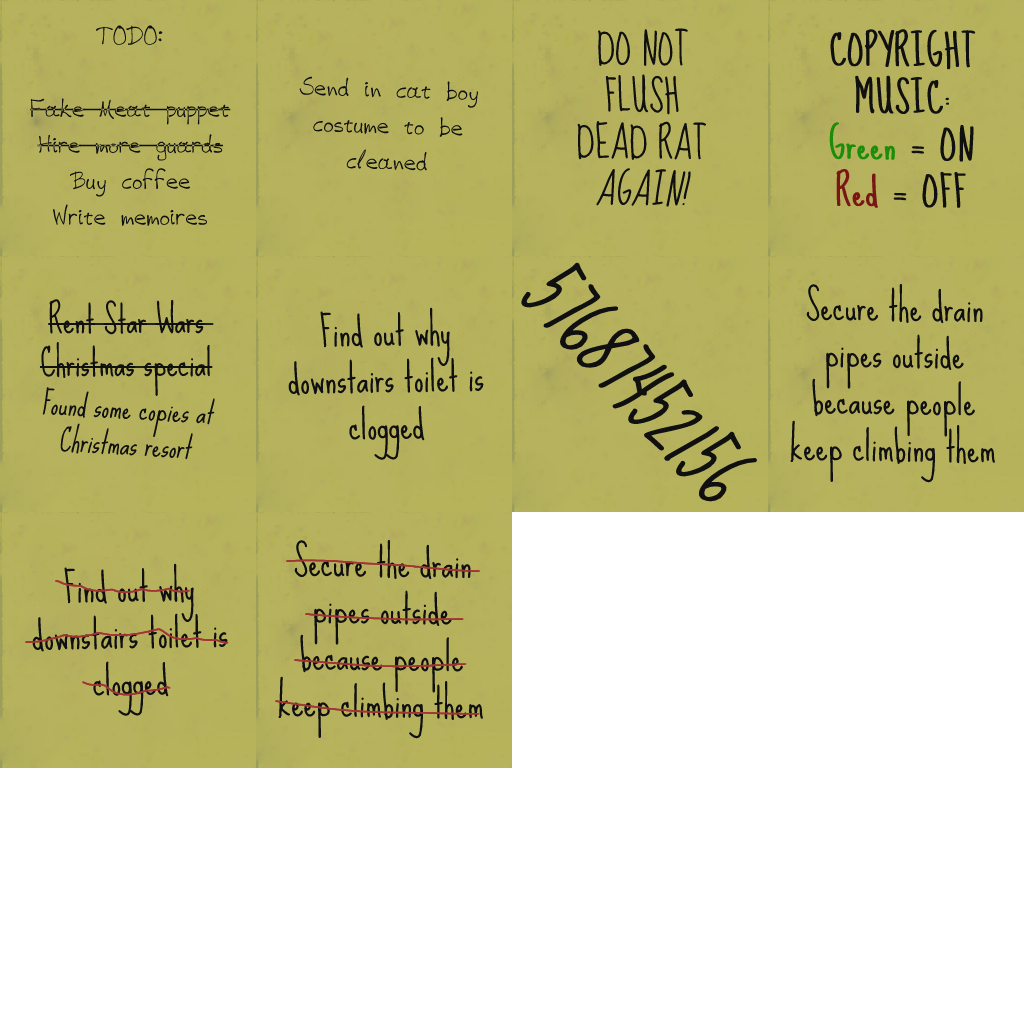 TODO:
Fake Meat puppet
Hire more guards
Buy coffee
Write memoires
Send in cat boy
costume to be
cleaned
DO NOT
FLUSH
DEAD RAT
AGAIN!!
COPYRIGHT
MUSIC:
Green = ON
Red = OFF
Rent Star Wars
Christmas special
Found some copies at
Christmas resort
Find out why
downstairs toilet is
clogged
57687452156
Secure the drain
pipes outside
because people
keep climbing them
Find out why
downstairs toilet is
clogged
Secure the drain
pipes outside
because people
keep climbing them